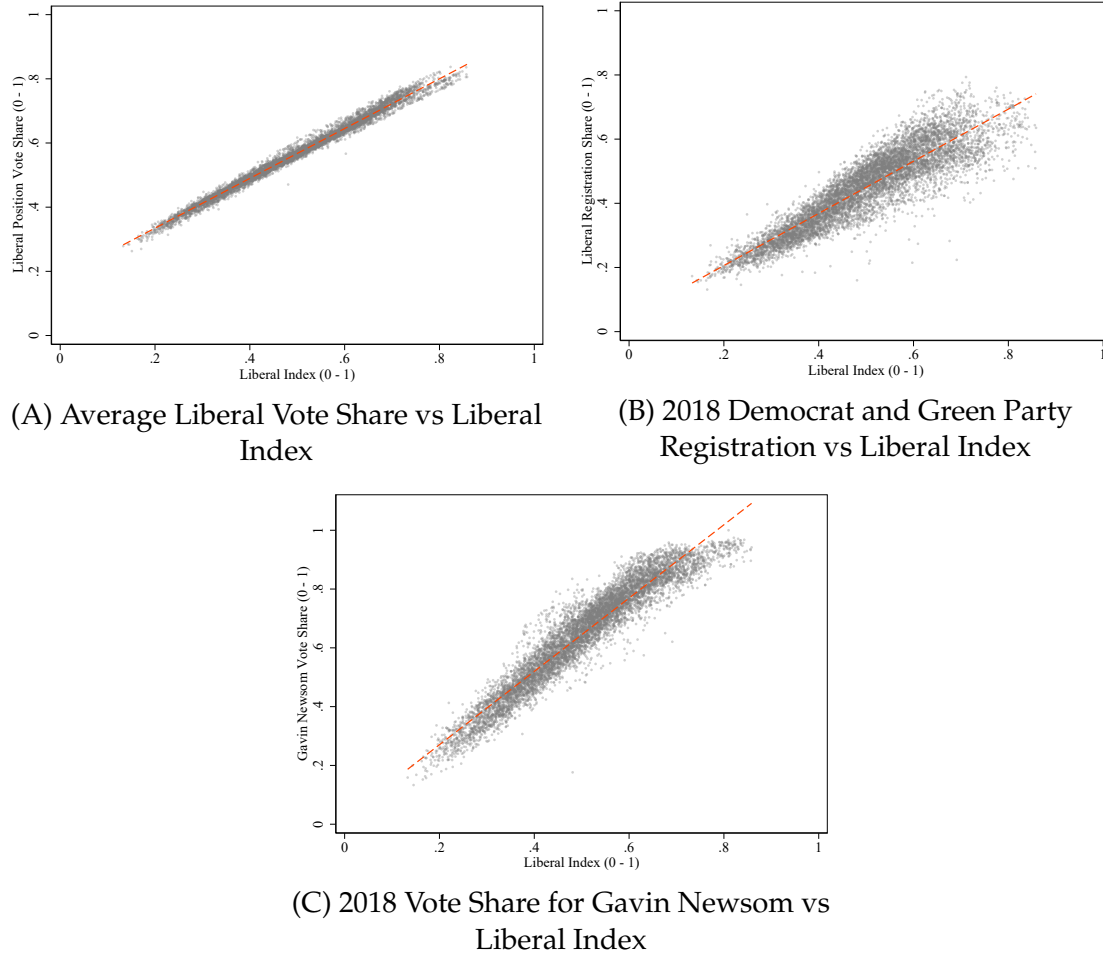 1
.8
.6
.4
.2
0
Liberal Position Vote Share (0 - 1)
0 .2 .4 .6 .8 1
Liberal Index (0 - 1)
(A) Average Liberal Vote Share vs Liberal
Index
1
.8
.6
.4
.2
0
Liberal Registration Share (0 - 1)
0 .2 .4 .6 .8 1
Liberal Index (0 - 1)
(B) 2018 Democrat and Green Party
Registration vs Liberal Index
1
.8
.6
.4
.2
0
Gavin Newsom Vote Share (0 - 1)
0 .2 .4 .6 .8 1
Liberal Index (0 - 1)
(C) 2018 Vote Share for Gavin Newsom vs
Liberal Index